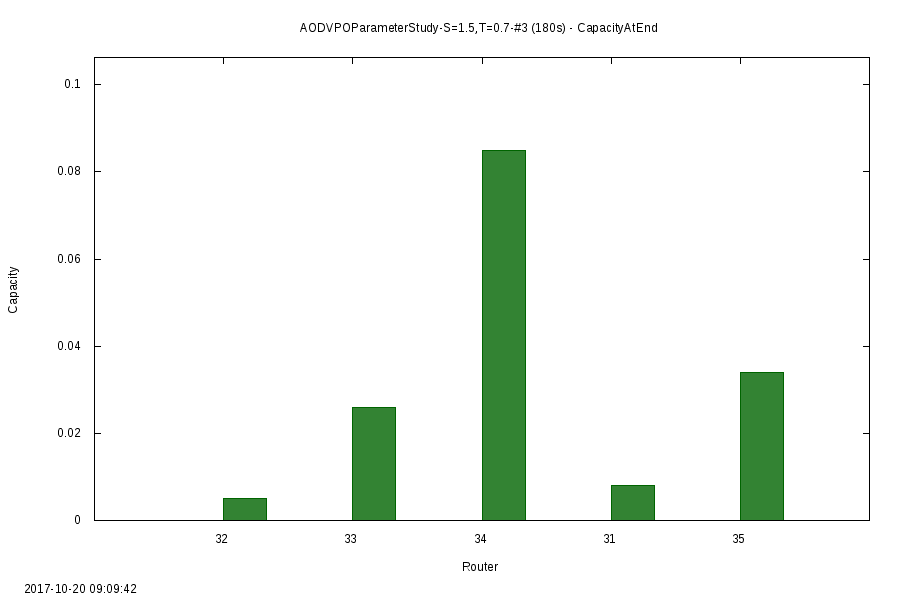 AODVPOParameterStudy-S=1.5,T=0.7-#3 (180s) - CapacityAtEnd
0.1
0.08
0.06
0.04
0.02
0
Capacity
32 33 34 31 35
Router
2017-10-20 09:09:42